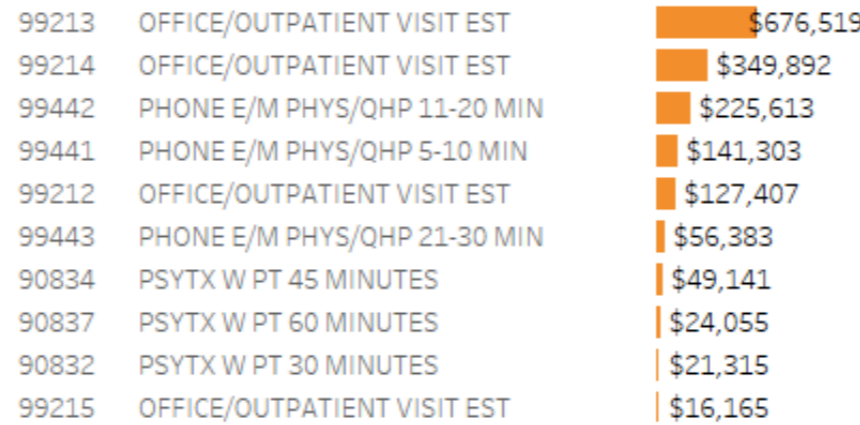 99213 OFFICE/OUTPATIENT VISIT EST $676,519
99214 OFFICE/OUTPATIENT VISIT EST $349,892
99442 PHONE E/M PHYS/QHP 11-20 MIN $225,613
99441 PHONE E/M PHYS/QHP 5-10 MIN $141,303
99212 OFFICE/OUTPATIENT VISIT EST $127,407
99443 PHONE E/M PHYS/QHP 21-30 MIN $56,383
90834 PSYTX W PT 45 MINUTES $49,141
90837 PSYTX W PT 60 MINUTES $24,055
90832 PSYTX W PT 30 MINUTES $21,315
99215 OFFICE/OUTPATIENT VISIT EST $16,165